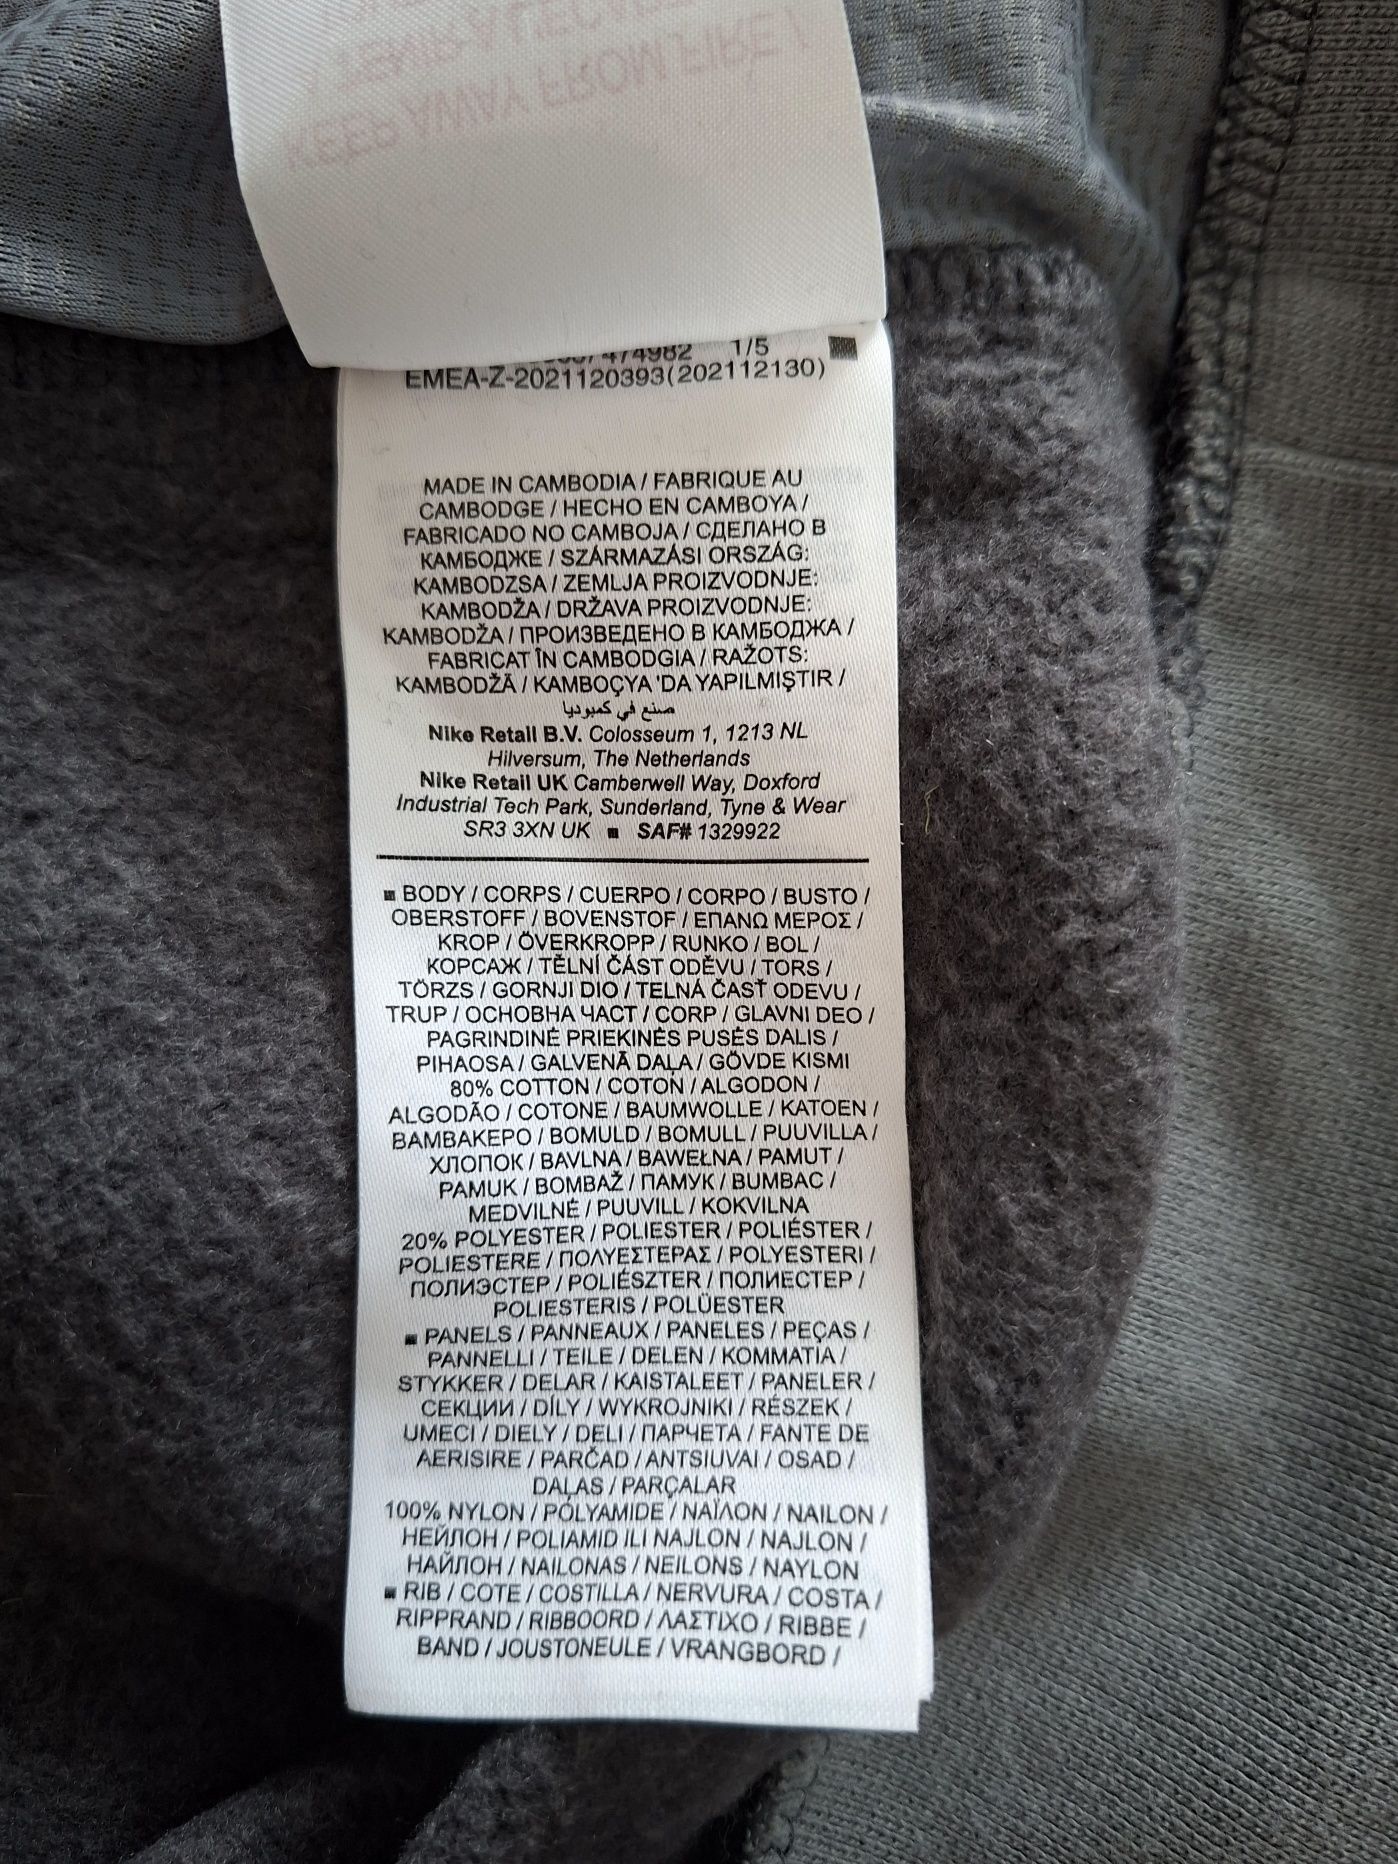 KEEP AWAY FROM FIRE /
474982 1/5
EMEA-Z-2021120393(202112130)
MADE IN CAMBODIA / FABRIQUE AU
CAMBODGE / HECHO EN CAMBOYA /
FABRICADO NO CAMBOJA / СДЕЛАНО В
КАМБОДЖЕ / SZÁRMAZÁSI ORSZÁG:
KAMBODZSA / ZEMLJA PROIZVODNJE:
KAMBODŽA / DRŽAVA PROIZVODNJE:
KAMBODŽA / ПРОИЗВЕДЕНО В КАМБОДЖА /
FABRICAT ÎN CAMBODGIA / RAŽOTS:
KAMBODŽĀ / KAMBOÇYA 'DA YAPILMIŞTIR /
صنع في كمبوديا
Nike Retail B.V. Colosseum 1, 1213 NL
Hilversum, The Netherlands
Nike Retail UK Camberwell Way, Doxford
Industrial Tech Park, Sunderland, Tyne & Wear
SR3 3XN UK ■ SAF# 1329922
■ BODY / CORPS / CUERPO / CORPO / BUSTO /
OBERSTOFF / BOVENSTOF / ΕΠΑΝΩ ΜΕΡΟΣ /
KROP / ÖVERKROPP / RUNKO / BOL /
КОРСАЖ / TĚLNÍ ČÁST ODĚVU / TORS /
TÖRZS / GORNJI DIO / TELNÁ ČASŤ ODEVU /
TRUP / ОСНОВНА ЧАСТ / CORP / GLAVNI DEO /
PAGRINDINĖ PRIEKINĖS PUSĖS DALIS /
PIHAOSA / GALVENĀ DAĻA / GÖVDE KISMI
80% COTTON / COTON / ALGODON /
ALGODÃO / COTONE / BAUMWOLLE / KATOEN /
ΒΑΜΒΑΚΕΡΟ / BOMULD / BOMULL / PUUVILLA /
ХЛОПОК / BAVLNA / BAWEŁNA / PAMUT /
PAMUK / BOMBAŽ / ПАМУК / BUMBAC /
MEDVILNĖ / PUUVILL / KOKVILNA
20% POLYESTER / POLIESTER / POLIÉSTER /
POLIESTERE / ΠΟΛΥΕΣΤΕΡΑΣ / POLYESTERI /
ПОЛИЭСТЕР / POLIÉSZTER / ПОЛИЕСТЕР /
POLIESTERIS / POLÜESTER
■ PANELS / PANNEAUX / PANELES / PEÇAS /
PANNELLI / TEILE / DELEN / ΚΟΜΜΑΤΙΑ /
STYKKER / DELAR / KAISTALEET / PANELER /
СЕКЦИИ / DÍLY / WYKROJNIKI / RÉSZEK /
UMECI / DIELY / DELI / ПАРЧЕТА / FANTE DE
AERISIRE / PARČAD / ANTSIUVAI / OSAD /
DAĻAS / PARÇALAR
100% NYLON / POLYAMIDE / ΝΑΪΛΟΝ / NAILON /
НЕЙЛОН / POLIAMID ILI NAJLON / NAJLON /
НАЙЛОН / NAILONAS / NEILONS / NAYLON
■ RIB / COTE / COSTILLA / NERVURA / COSTA /
RIPPRAND / RIBBOORD / ΛΑΣΤΙΧΟ / RIBBE /
BAND / JOUSTONEULE / VRANGBORD /